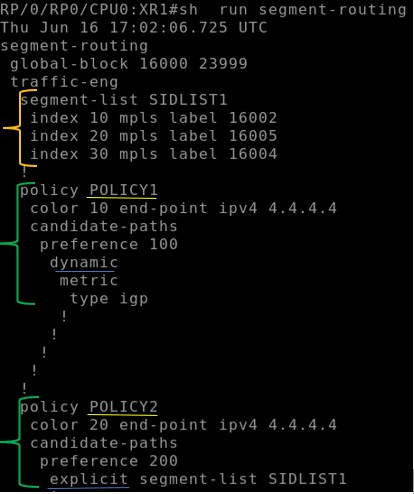 RP/0/RP0/CPU0:XR1#sh  run segment-routing
Thu Jun 16 17:02:06.725 UTC
segment-routing
 global-block 16000 23999
 traffic-eng
  segment-list SIDLIST1
   index 10 mpls label 16002
   index 20 mpls label 16005
   index 30 mpls label 16004
  !
  policy POLICY1
   color 10 end-point ipv4 4.4.4.4
   candidate-paths
    preference 100
     dynamic
      metric
       type igp
      !
     !
    !
   !
  !
  policy POLICY2
   color 20 end-point ipv4 4.4.4.4
   candidate-paths
    preference 200
     explicit segment-list SIDLIST1